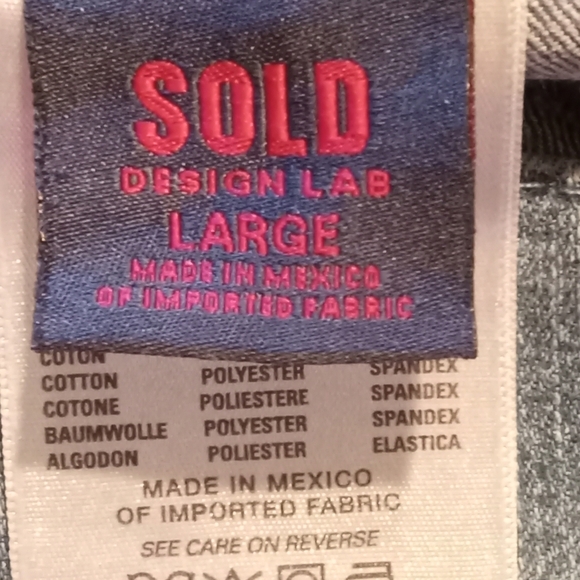 SOLD
DESIGN LAB
LARGE
MADE IN MEXICO
OF IMPORTED FABRIC
COTON
COTTON POLYESTER SPANDEX
COTONE POLIESTERE SPANDEX
BAUMWOLLE POLYESTER SPANDEX
ALGODON POLIESTER ELASTICA
MADE IN MEXICO
OF IMPORTED FABRIC
SEE CARE ON REVERSE